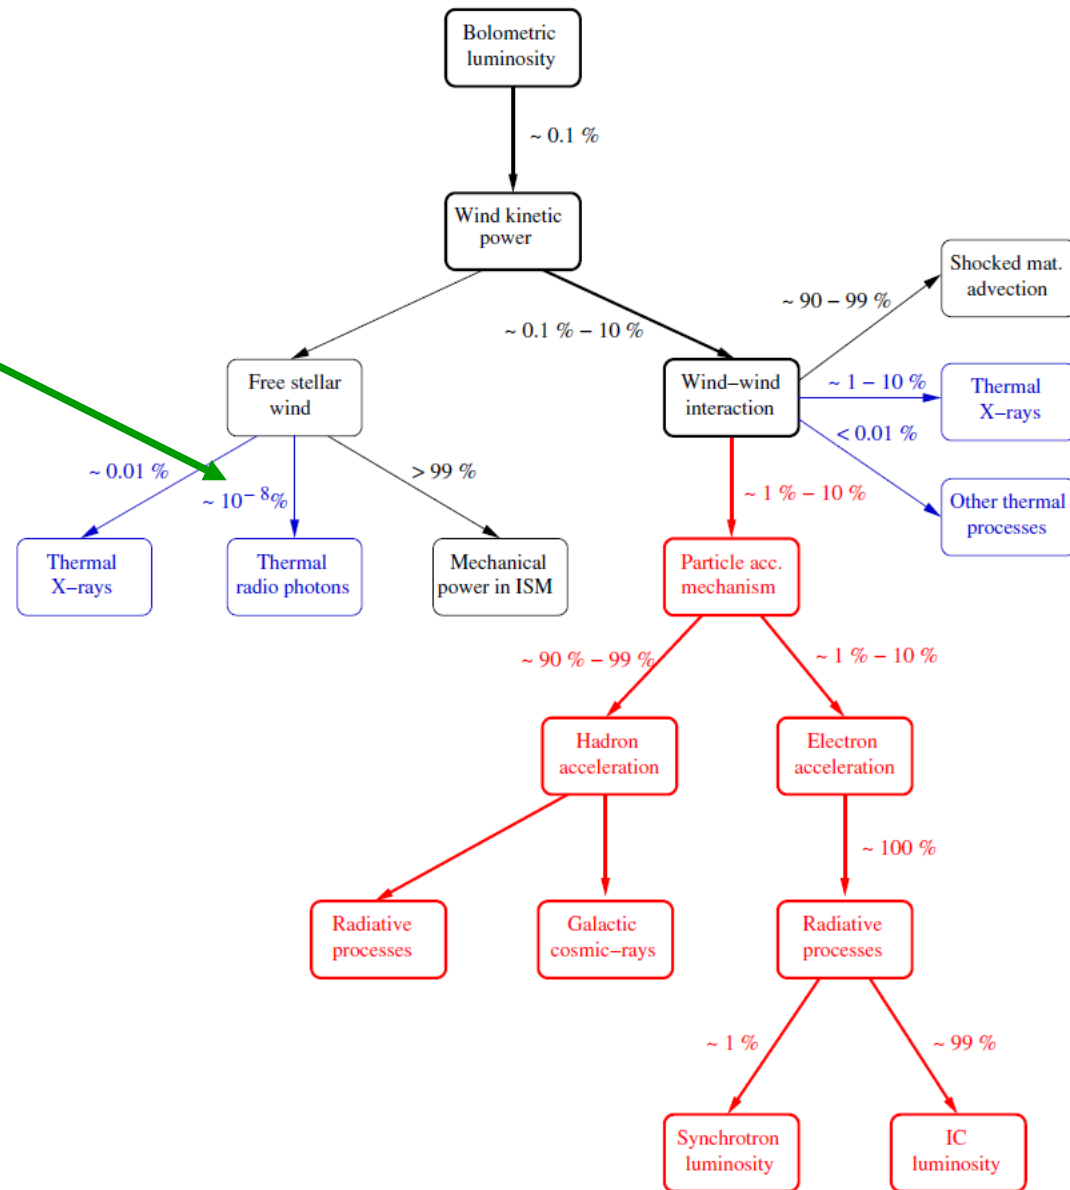 Bolometric
luminosity
~ 0.1 %
Wind kinetic
power
Shocked mat.
advection
~ 90 − 99 %
~ 0.1 % − 10 %
Free stellar
wind
Wind−wind
interaction
~ 1 − 10 %
Thermal
X−rays
< 0.01 %
~ 0.01 %
~ 10⁻⁸%
> 99 %
~ 1 % − 10 %
Other thermal
processes
Thermal
X−rays
Thermal
radio photons
Mechanical
power in ISM
Particle acc.
mechanism
~ 90 % − 99 %
~ 1 % − 10 %
Hadron
acceleration
Electron
acceleration
~ 100 %
Radiative
processes
Galactic
cosmic−rays
Radiative
processes
~ 1 %
~ 99 %
Synchrotron
luminosity
IC
luminosity